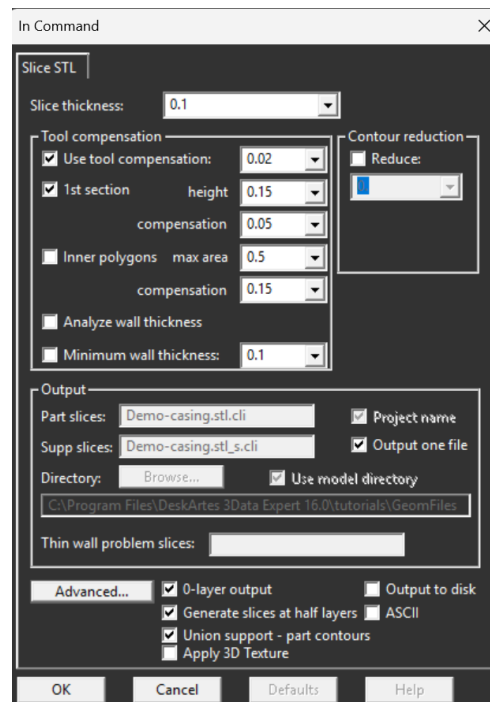 In Command
Slice STL
Slice thickness: 0.1
Tool compensation
Use tool compensation: 0.02
1st section height 0.15
compensation 0.05
Inner polygons max area 0.5
compensation 0.15
Analyze wall thickness
Minimum wall thickness: 0.1
Contour reduction
Reduce:
Output
Part slices: Demo-casing.stl.cli Project name
Supp slices: Demo-casing.stl_s.cli Output one file
Directory: Browse... Use model directory
C:\Program Files\DeskArtes 3Data Expert 16.0\tutorials\GeomFiles
Thin wall problem slices:
Advanced... 0-layer output Output to disk
Generate slices at half layers ASCII
Union support - part contours
Apply 3D Texture
OK Cancel Defaults Help